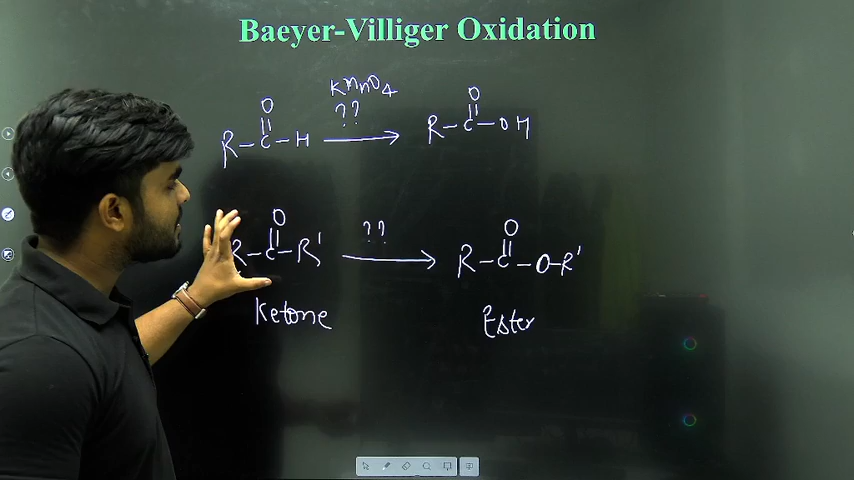 Baeyer-Villiger Oxidation
KMnO4
??
O
R-C-H → R-C-OH
O
??
O
R-C-R' → R-C-O-R'
O
Ketone
Ester